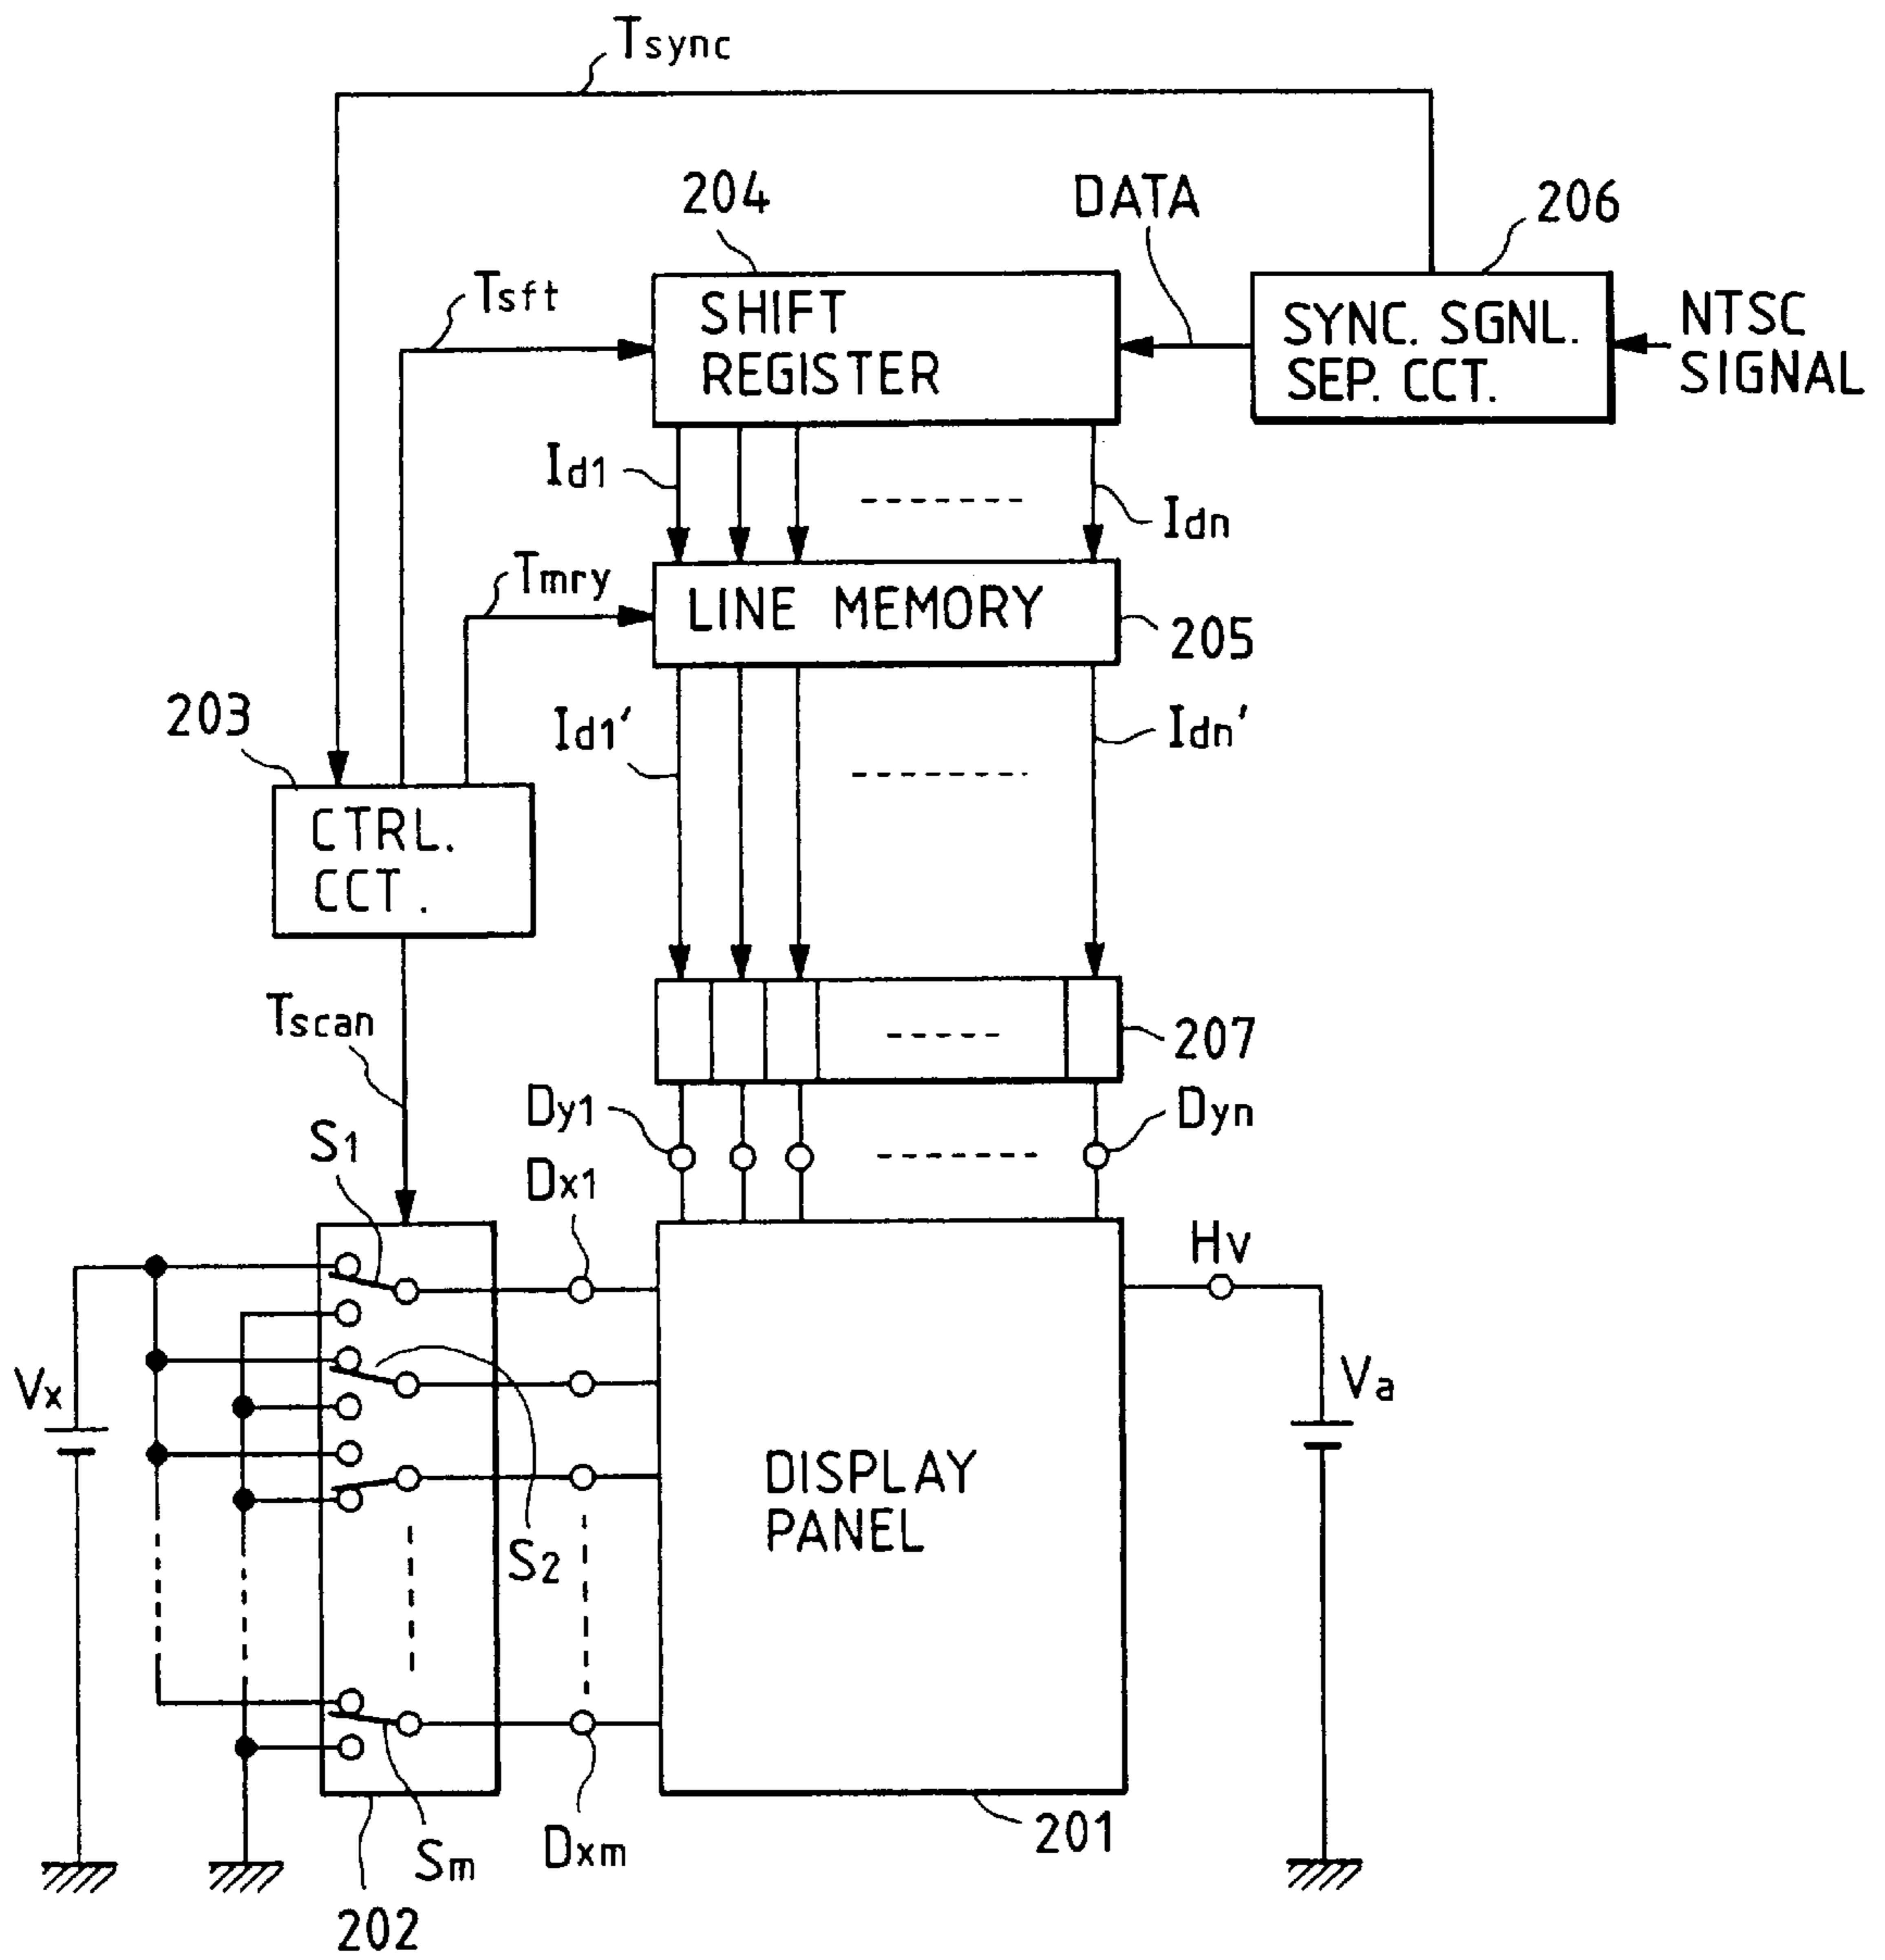 Tsync
204
DATA
206
Tsft
SHIFT
REGISTER
SYNC. SGNL.
SEP. CCT.
NTSC
SIGNAL
Id1
Idn
Tmry
LINE MEMORY
205
203
Id1'
Idn'
CTRL.
CCT.
Tscan
207
Dy1
Dyn
S1
Dx1
Hv
Vx
Va
DISPLAY
PANEL
S2
201
Sm
Dxm
202